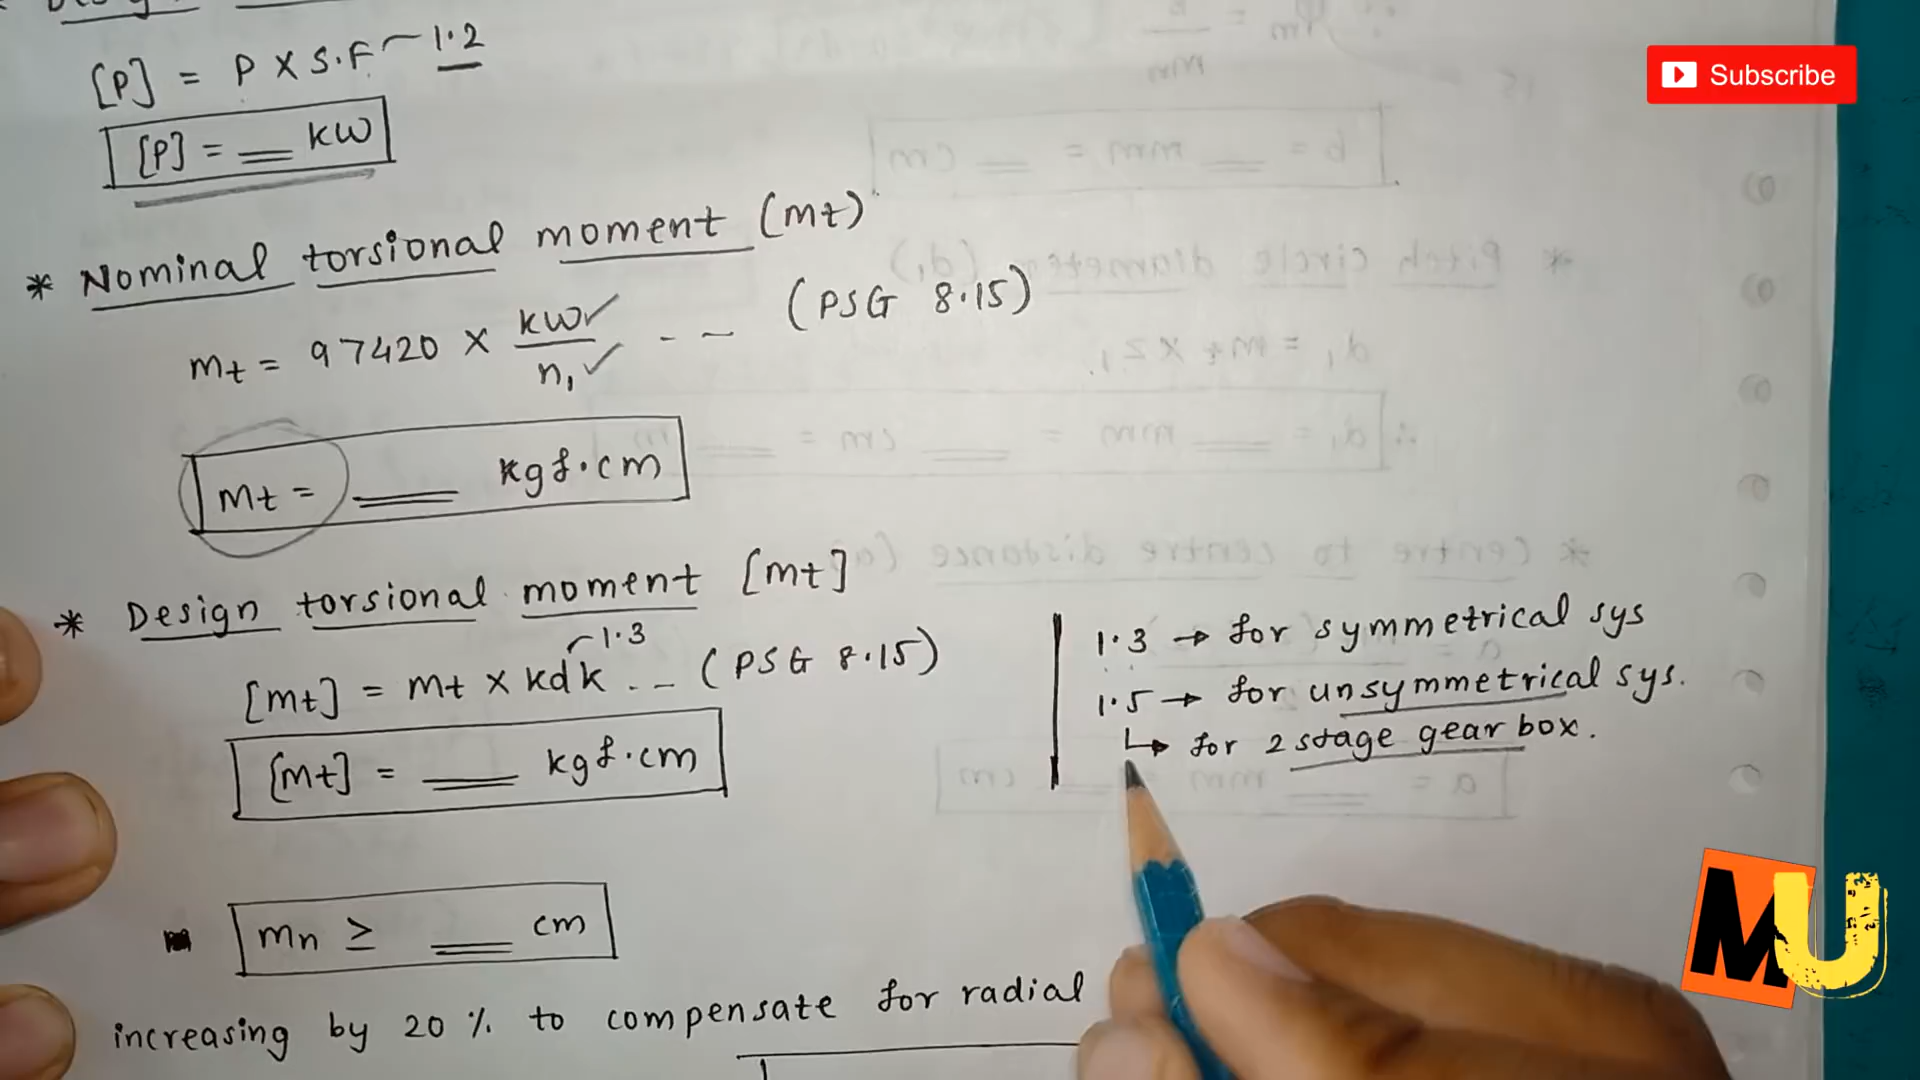 [P] = P X S.F 1.2
[P] = __ kW
Subscribe
* Nominal torsional moment (mt)
mt = 97420 X kW / n1 - - (PSG 8.15)
mt = ___ kgf.cm
* Design torsional moment [mt]
1.3
[mt] = mt x kdk -- (PSG 8.15)
[mt] = ___ kgf.cm
1.3 → for symmetrical sys
1.5 → for unsymmetrical sys.
↳ for 2 stage gear box.
mn ≥ ___ cm
increasing by 20 % to compensate for radial
MU